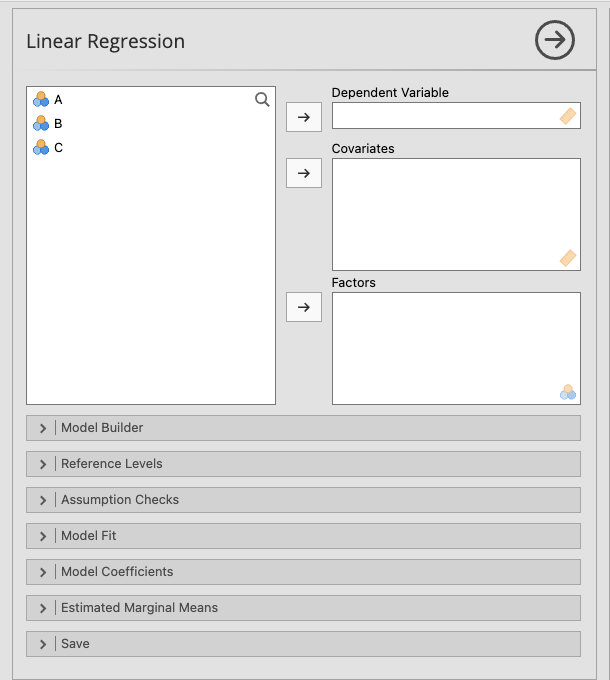 Linear Regression
A
B
C
Dependent Variable
Covariates
Factors
Model Builder
Reference Levels
Assumption Checks
Model Fit
Model Coefficients
Estimated Marginal Means
Save